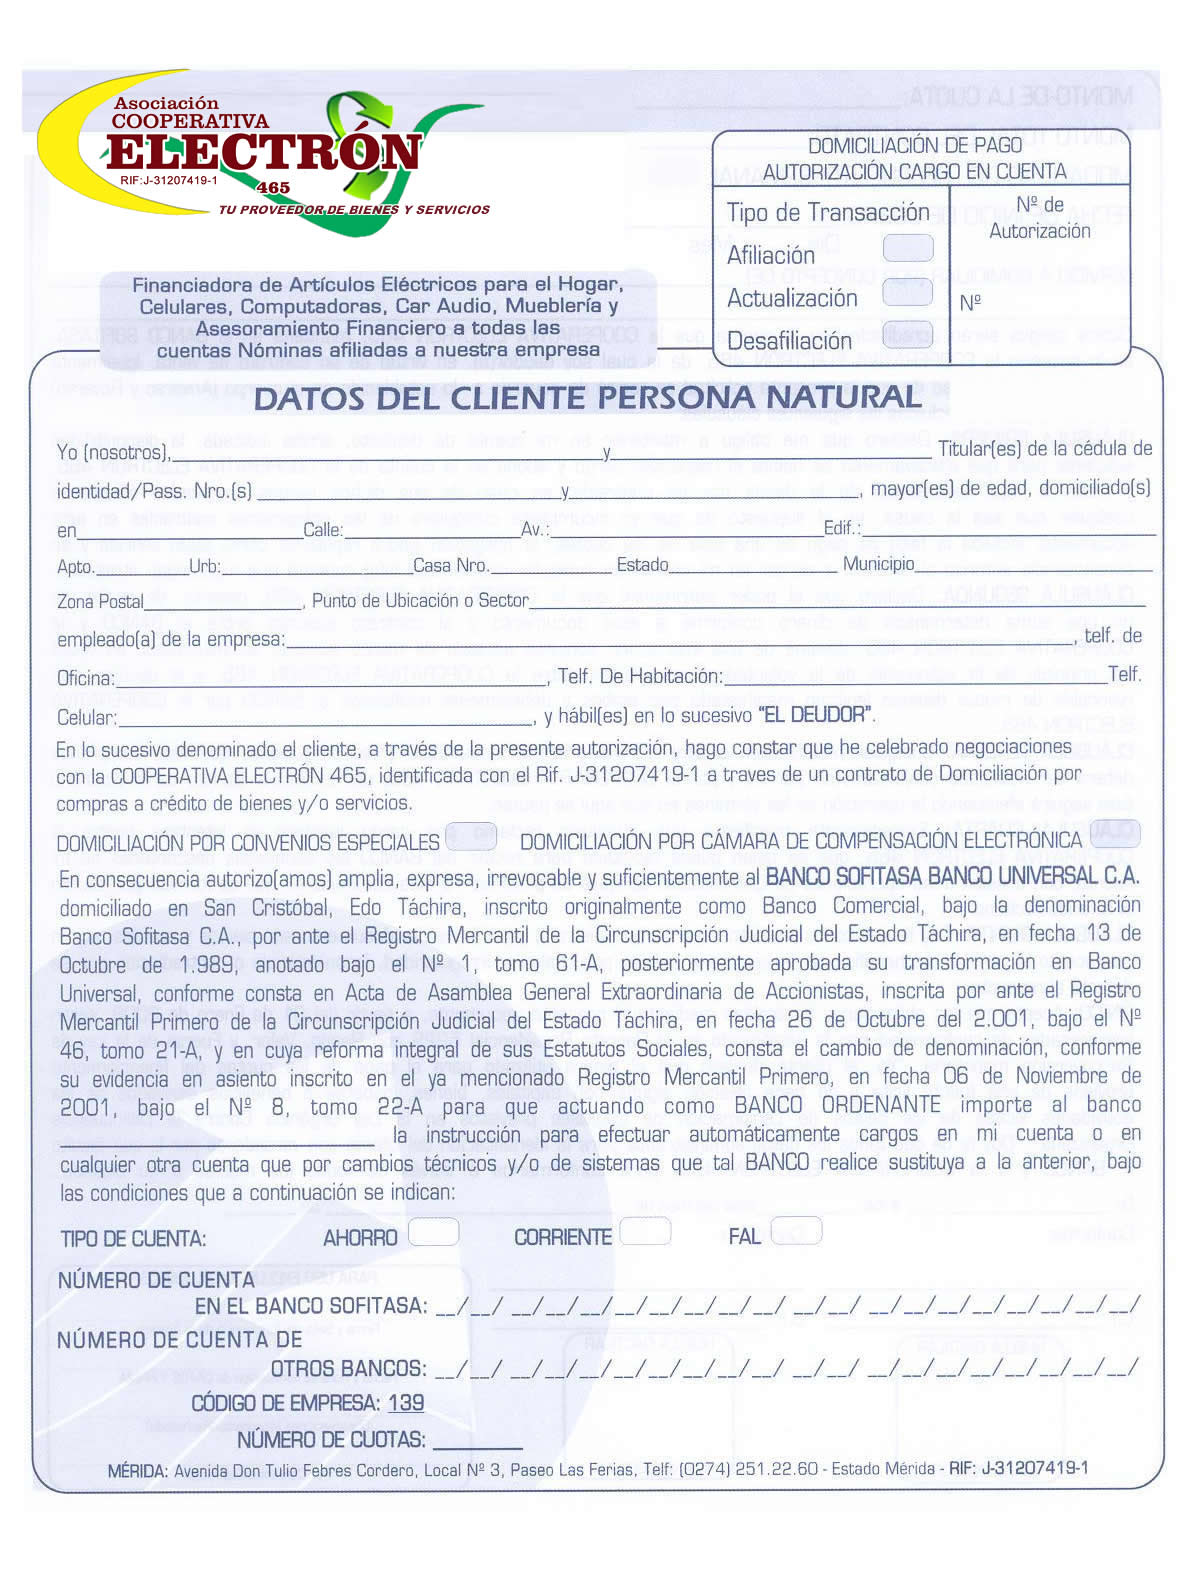 Asociación
COOPERATIVA
ELECTRÓN
RIF:J-31207419-1
465
TU PROVEEDOR DE BIENES Y SERVICIOS
DOMICILIACIÓN DE PAGO
AUTORIZACIÓN CARGO EN CUENTA
Tipo de Transacción
Afiliación
Actualización
Desafiliación
Nº de
Autorización
Nº
Financiadora de Artículos Eléctricos para el Hogar,
Celulares, Computadoras, Car Audio, Mueblería y
Asesoramiento Financiero a todas las
cuentas Nóminas afiliadas a nuestra empresa
DATOS DEL CLIENTE PERSONA NATURAL
Yo (nosotros),____________________y____________________ Titular(es) de la cédula de
identidad/Pass. Nro.(s) ____________________y____________________, mayor(es) de edad, domiciliado(s)
en____________________Calle:____________________Av.:____________________Edif.:____________________
Apto.__________Urb:____________________Casa Nro.____________ Estado____________________ Municipio____________________
Zona Postal________________, Punto de Ubicación o Sector____________________
empleado(a) de la empresa:____________________, telf. de
Oficina:____________________, Telf. De Habitación:____________________Telf.
Celular:____________________, y hábil(es) en lo sucesivo "EL DEUDOR".
En lo sucesivo denominado el cliente, a través de la presente autorización, hago constar que he celebrado negociaciones
con la COOPERATIVA ELECTRÓN 465, identificada con el Rif. J-31207419-1 a traves de un contrato de Domiciliación por
compras a crédito de bienes y/o servicios.
DOMICILIACIÓN POR CONVENIOS ESPECIALES DOMICILIACIÓN POR CÁMARA DE COMPENSACIÓN ELECTRÓNICA
En consecuencia autorizo(amos) amplia, expresa, irrevocable y suficientemente al BANCO SOFITASA BANCO UNIVERSAL C.A.
domiciliado en San Cristóbal, Edo Táchira, inscrito originalmente como Banco Comercial, bajo la denominación
Banco Sofitasa C.A., por ante el Registro Mercantil de la Circunscripción Judicial del Estado Táchira, en fecha 13 de
Octubre de 1.989, anotado bajo el Nº 1, tomo 61-A, posteriormente aprobada su transformación en Banco
Universal, conforme consta en Acta de Asamblea General Extraordinaria de Accionistas, inscrita por ante el Registro
Mercantil Primero de la Circunscripción Judicial del Estado Táchira, en fecha 26 de Octubre del 2.001, bajo el Nº
46, tomo 21-A, y en cuya reforma integral de sus Estatutos Sociales, consta el cambio de denominación, conforme
su evidencia en asiento inscrito en el ya mencionado Registro Mercantil Primero, en fecha 06 de Noviembre de
2001, bajo el Nº 8, tomo 22-A para que actuando como BANCO ORDENANTE importe al banco
____________________ la instrucción para efectuar automáticamente cargos en mi cuenta o en
cualquier otra cuenta que por cambios técnicos y/o de sistemas que tal BANCO realice sustituya a la anterior, bajo
las condiciones que a continuación se indican:
TIPO DE CUENTA: AHORRO CORRIENTE FAL
NÚMERO DE CUENTA
EN EL BANCO SOFITASA: __/__/ __/__/__/__/__/__/__/__/ __/__/ __/__/__/__/__/__/__/__/
NÚMERO DE CUENTA DE
OTROS BANCOS: __/__/ __/__/__/__/__/__/__/__/ __/__/ __/__/__/__/__/__/__/__/
CÓDIGO DE EMPRESA: 139
NÚMERO DE CUOTAS: ________
MÉRIDA: Avenida Don Tulio Febres Cordero, Local Nº 3, Paseo Las Ferias, Telf: (0274) 251.22.60 - Estado Mérida - RIF: J-31207419-1